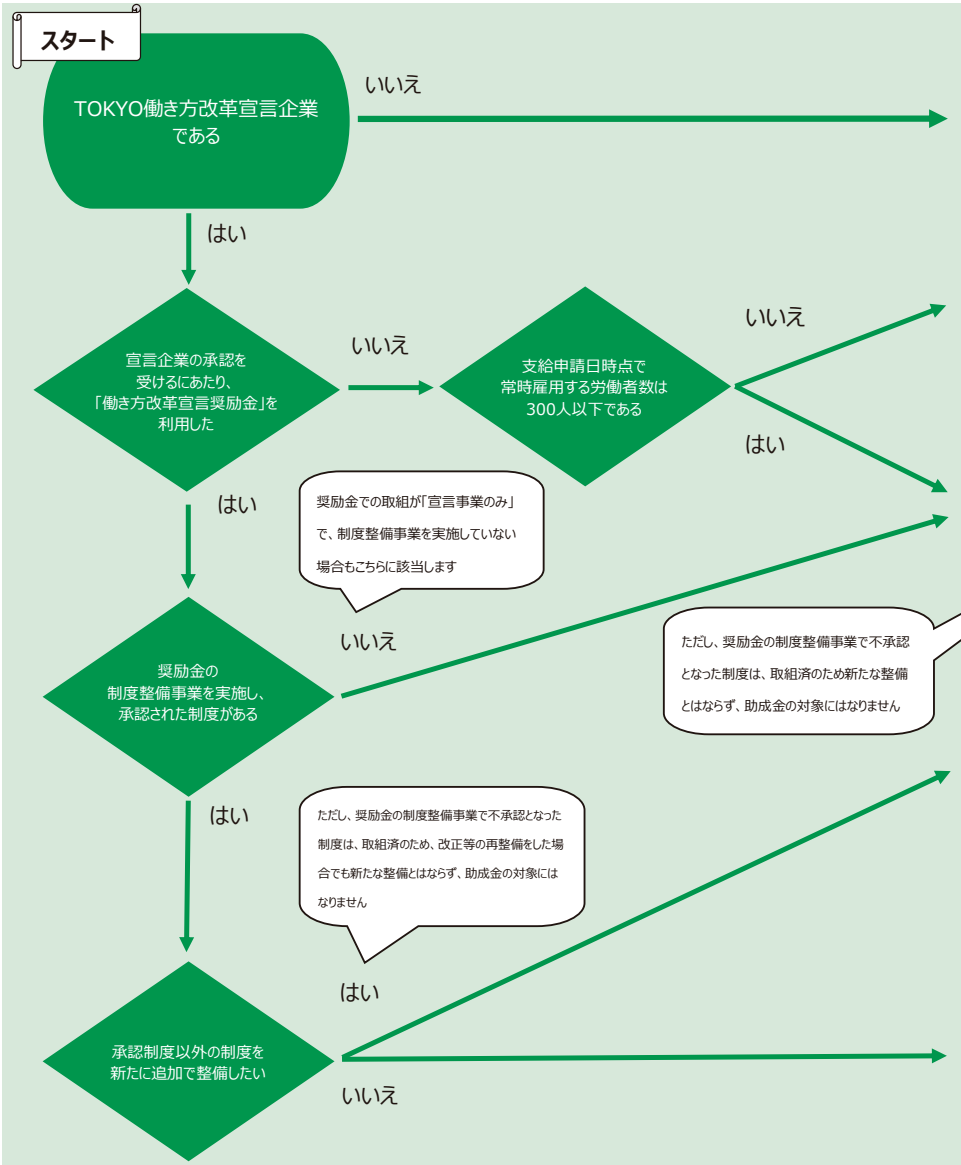 スタート
TOKYO働き方改革宣言企業
である
いいえ
はい
宣言企業の承認を
受けるにあたり、
「働き方改革宣言奨励金」を
利用した
いいえ
支給申請日時点で
常時雇用する労働者数は
300人以下である
いいえ
はい
はい
奨励金での取組が「宣言事業のみ」
で、制度整備事業を実施していない
場合もこちらに該当します
いいえ
奨励金の
制度整備事業を実施し、
承認された制度がある
ただし、奨励金の制度整備事業で不承認
となった制度は、取組済のため新たな整備
とはならず、助成金の対象にはなりません
はい
ただし、奨励金の制度整備事業で不承認となった
制度は、取組済のため、改正等の再整備をした場
合でも新たな整備とはならず、助成金の対象には
なりません
はい
承認制度以外の制度を
新たに追加で整備したい
いいえ